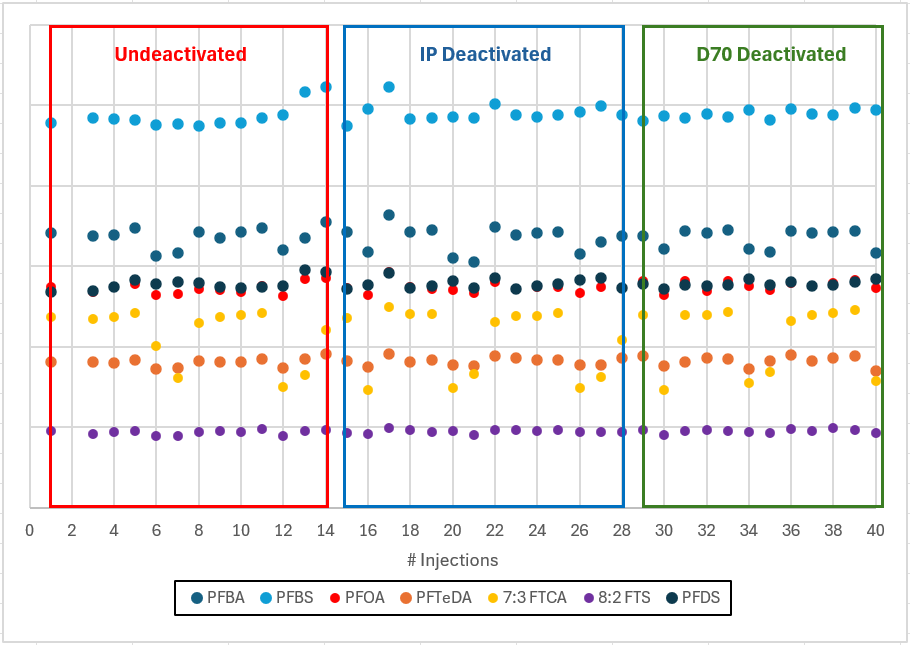 Undeactivated IP Deactivated D70 Deactivated
0 2 4 6 8 10 12 14 16 18 20 22 24 26 28 30 32 34 36 38 40
# Injections
PFBA PFBS PFOA PFTeDA 7:3 FTCA 8:2 FTS PFDS